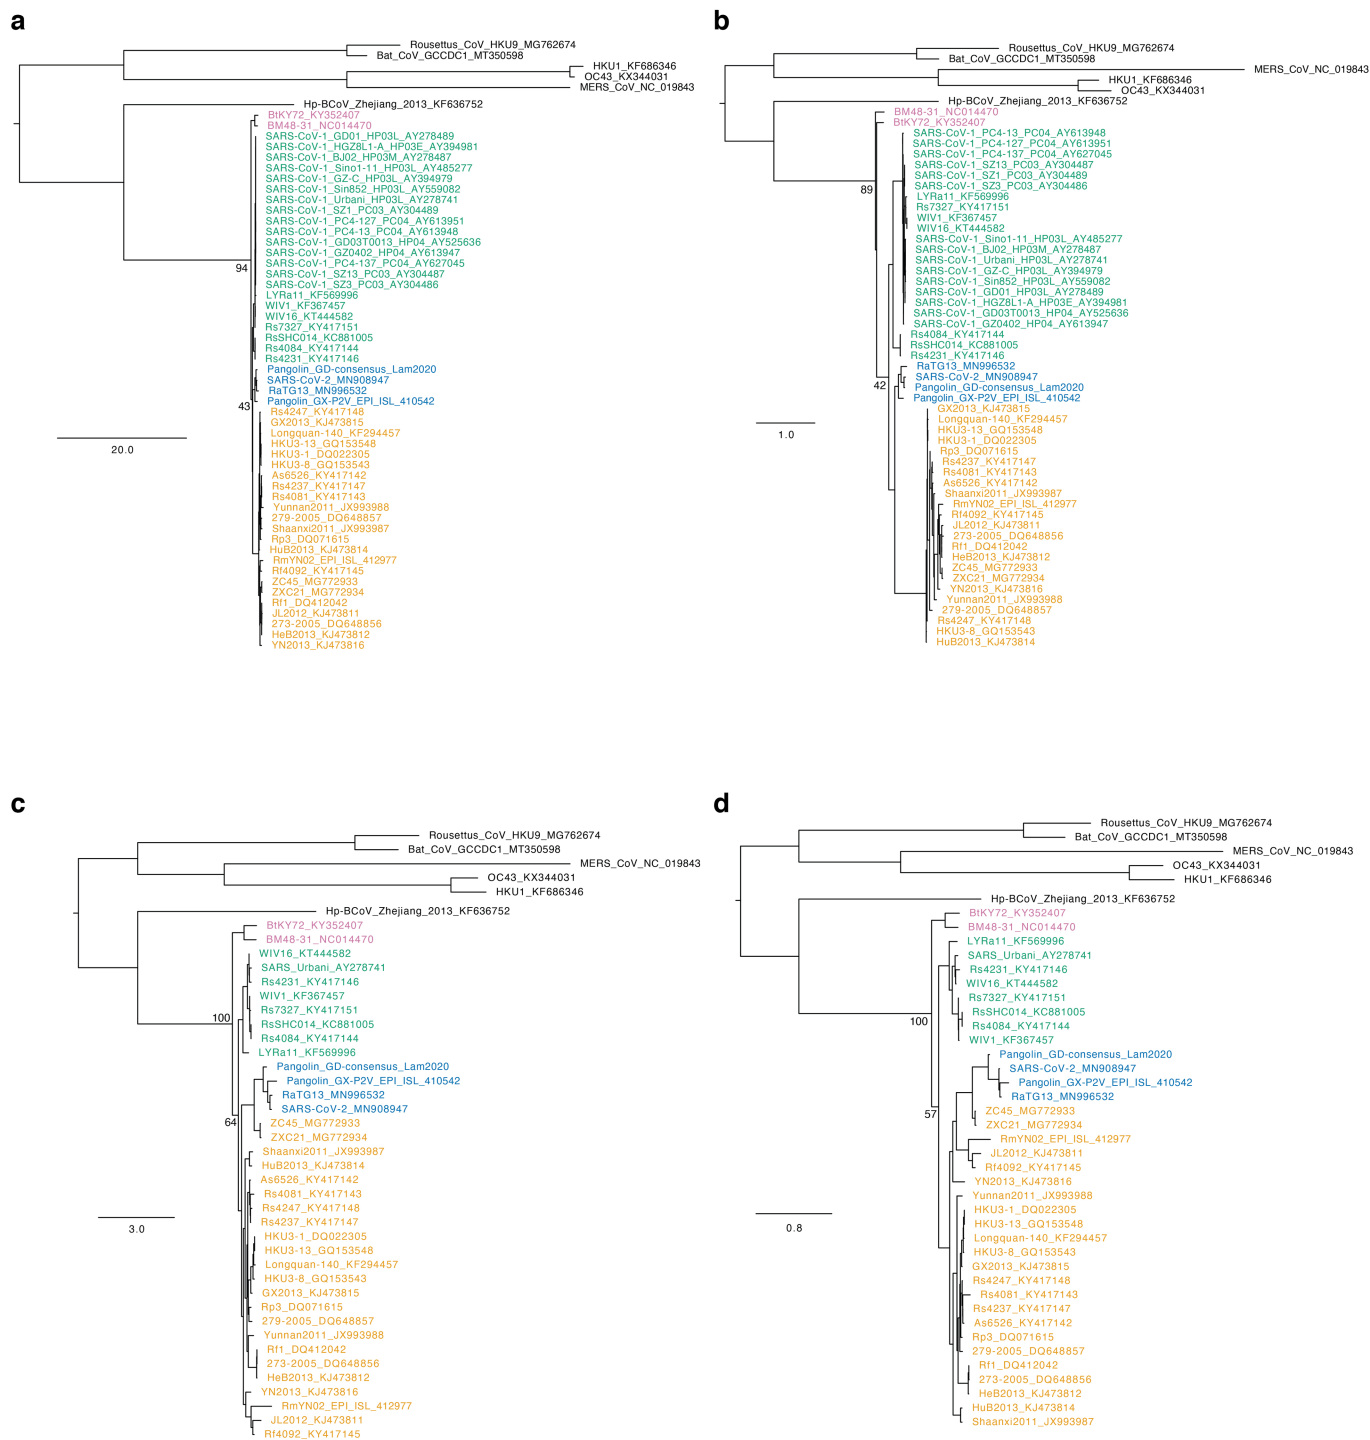 a
Rousettus_CoV_HKU9_MG762674
Bat_CoV_GCCDC1_MT350598
HKU1_KF686346
OC43_KX344031
MERS_CoV_NC_019843
Hp-BCoV_Zhejiang_2013_KF636752
BtKY72_KY352407
BM48-31_NC014470
SARS-CoV-1_GD01_HP03L_AY278489
SARS-CoV-1_HGZ8L1-A_HP03E_AY394981
SARS-CoV-1_BJ02_HP03M_AY278487
SARS-CoV-1_Sino1-11_HP03L_AY485277
SARS-CoV-1_GZ-C_HP03L_AY394979
SARS-CoV-1_Sin852_HP03L_AY559082
SARS-CoV-1_Urbani_HP03L_AY278741
SARS-CoV-1_SZ1_PC03_AY304489
SARS-CoV-1_PC4-127_PC04_AY613951
SARS-CoV-1_PC4-13_PC04_AY613948
SARS-CoV-1_GD03T0013_HP04_AY525636
SARS-CoV-1_GZ0402_HP04_AY613947
SARS-CoV-1_PC4-137_PC04_AY627045
SARS-CoV-1_SZ13_PC03_AY304487
SARS-CoV-1_SZ3_PC03_AY304486
LYRa11_KF569996
WIV1_KF367457
WIV16_KT444582
Rs7327_KY417151
RsSHC014_KC881005
Rs4084_KY417144
Rs4231_KY417146
Pangolin_GD-consensus_Lam2020
SARS-CoV-2_MN908947
RaTG13_MN996532
Pangolin_GX-P2V_EPI_ISL_410542
Rs4247_KY417148
GX2013_KJ473815
Longquan-140_KF294457
HKU3-13_GQ153548
HKU3-1_DQ022305
HKU3-8_GQ153543
As6526_KY417142
Rs4237_KY417147
Rs4081_KY417143
Yunnan2011_JX993988
279-2005_DQ648857
Shaanxi2011_JX993987
Rp3_DQ071615
HuB2013_KJ473814
RmYN02_EPI_ISL_412977
Rf4092_KY417145
ZC45_MG772933
ZXC21_MG772934
Rf1_DQ412042
JL2012_KJ473811
273-2005_DQ648856
HeB2013_KJ473812
YN2013_KJ473816
94
43
20.0
b
Rousettus_CoV_HKU9_MG762674
Bat_CoV_GCCDC1_MT350598
MERS_CoV_NC_019843
HKU1_KF686346
OC43_KX344031
Hp-BCoV_Zhejiang_2013_KF636752
BM48-31_NC014470
BtKY72_KY352407
SARS-CoV-1_PC4-13_PC04_AY613948
SARS-CoV-1_PC4-127_PC04_AY613951
SARS-CoV-1_PC4-137_PC04_AY627045
SARS-CoV-1_SZ13_PC03_AY304487
SARS-CoV-1_SZ1_PC03_AY304489
SARS-CoV-1_SZ3_PC03_AY304486
LYRa11_KF569996
Rs7327_KY417151
WIV1_KF367457
WIV16_KT444582
SARS-CoV-1_Sino1-11_HP03L_AY485277
SARS-CoV-1_BJ02_HP03M_AY278487
SARS-CoV-1_Urbani_HP03L_AY278741
SARS-CoV-1_GZ-C_HP03L_AY394979
SARS-CoV-1_Sin852_HP03L_AY559082
SARS-CoV-1_GD01_HP03L_AY278489
SARS-CoV-1_HGZ8L1-A_HP03E_AY394981
SARS-CoV-1_GD03T0013_HP04_AY525636
SARS-CoV-1_GZ0402_HP04_AY613947
Rs4084_KY417144
RsSHC014_KC881005
Rs4231_KY417146
RaTG13_MN996532
SARS-CoV-2_MN908947
Pangolin_GD-consensus_Lam2020
Pangolin_GX-P2V_EPI_ISL_410542
GX2013_KJ473815
Longquan-140_KF294457
HKU3-13_GQ153548
HKU3-1_DQ022305
Rp3_DQ071615
Rs4237_KY417147
Rs4081_KY417143
As6526_KY417142
Shaanxi2011_JX993987
RmYN02_EPI_ISL_412977
Rf4092_KY417145
JL2012_KJ473811
273-2005_DQ648856
Rf1_DQ412042
HeB2013_KJ473812
ZC45_MG772933
ZXC21_MG772934
YN2013_KJ473816
Yunnan2011_JX993988
279-2005_DQ648857
Rs4247_KY417148
HKU3-8_GQ153543
HuB2013_KJ473814
89
42
1.0
c
Rousettus_CoV_HKU9_MG762674
Bat_CoV_GCCDC1_MT350598
MERS_CoV_NC_019843
OC43_KX344031
HKU1_KF686346
Hp-BCoV_Zhejiang_2013_KF636752
BtKY72_KY352407
BM48-31_NC014470
WIV16_KT444582
SARS_Urbani_AY278741
Rs4231_KY417146
WIV1_KF367457
Rs7327_KY417151
RsSHC014_KC881005
Rs4084_KY417144
LYRa11_KF569996
Pangolin_GD-consensus_Lam2020
Pangolin_GX-P2V_EPI_ISL_410542
RaTG13_MN996532
SARS-CoV-2_MN908947
ZC45_MG772933
ZXC21_MG772934
Shaanxi2011_JX993987
HuB2013_KJ473814
As6526_KY417142
Rs4081_KY417143
Rs4247_KY417148
Rs4237_KY417147
HKU3-1_DQ022305
HKU3-13_GQ153548
Longquan-140_KF294457
HKU3-8_GQ153543
GX2013_KJ473815
Rp3_DQ071615
279-2005_DQ648857
Yunnan2011_JX993988
Rf1_DQ412042
273-2005_DQ648856
HeB2013_KJ473812
YN2013_KJ473816
RmYN02_EPI_ISL_412977
JL2012_KJ473811
Rf4092_KY417145
100
64
3.0
d
Rousettus_CoV_HKU9_MG762674
Bat_CoV_GCCDC1_MT350598
MERS_CoV_NC_019843
OC43_KX344031
HKU1_KF686346
Hp-BCoV_Zhejiang_2013_KF636752
BtKY72_KY352407
BM48-31_NC014470
LYRa11_KF569996
SARS_Urbani_AY278741
Rs4231_KY417146
WIV16_KT444582
Rs7327_KY417151
RsSHC014_KC881005
Rs4084_KY417144
WIV1_KF367457
Pangolin_GD-consensus_Lam2020
SARS-CoV-2_MN908947
Pangolin_GX-P2V_EPI_ISL_410542
RaTG13_MN996532
ZC45_MG772933
ZXC21_MG772934
RmYN02_EPI_ISL_412977
JL2012_KJ473811
Rf4092_KY417145
YN2013_KJ473816
Yunnan2011_JX993988
HKU3-1_DQ022305
HKU3-13_GQ153548
Longquan-140_KF294457
HKU3-8_GQ153543
GX2013_KJ473815
Rs4247_KY417148
Rs4081_KY417143
Rs4237_KY417147
As6526_KY417142
Rp3_DQ071615
279-2005_DQ648857
Rf1_DQ412042
273-2005_DQ648856
HeB2013_KJ473812
HuB2013_KJ473814
Shaanxi2011_JX993987
100
57
0.8